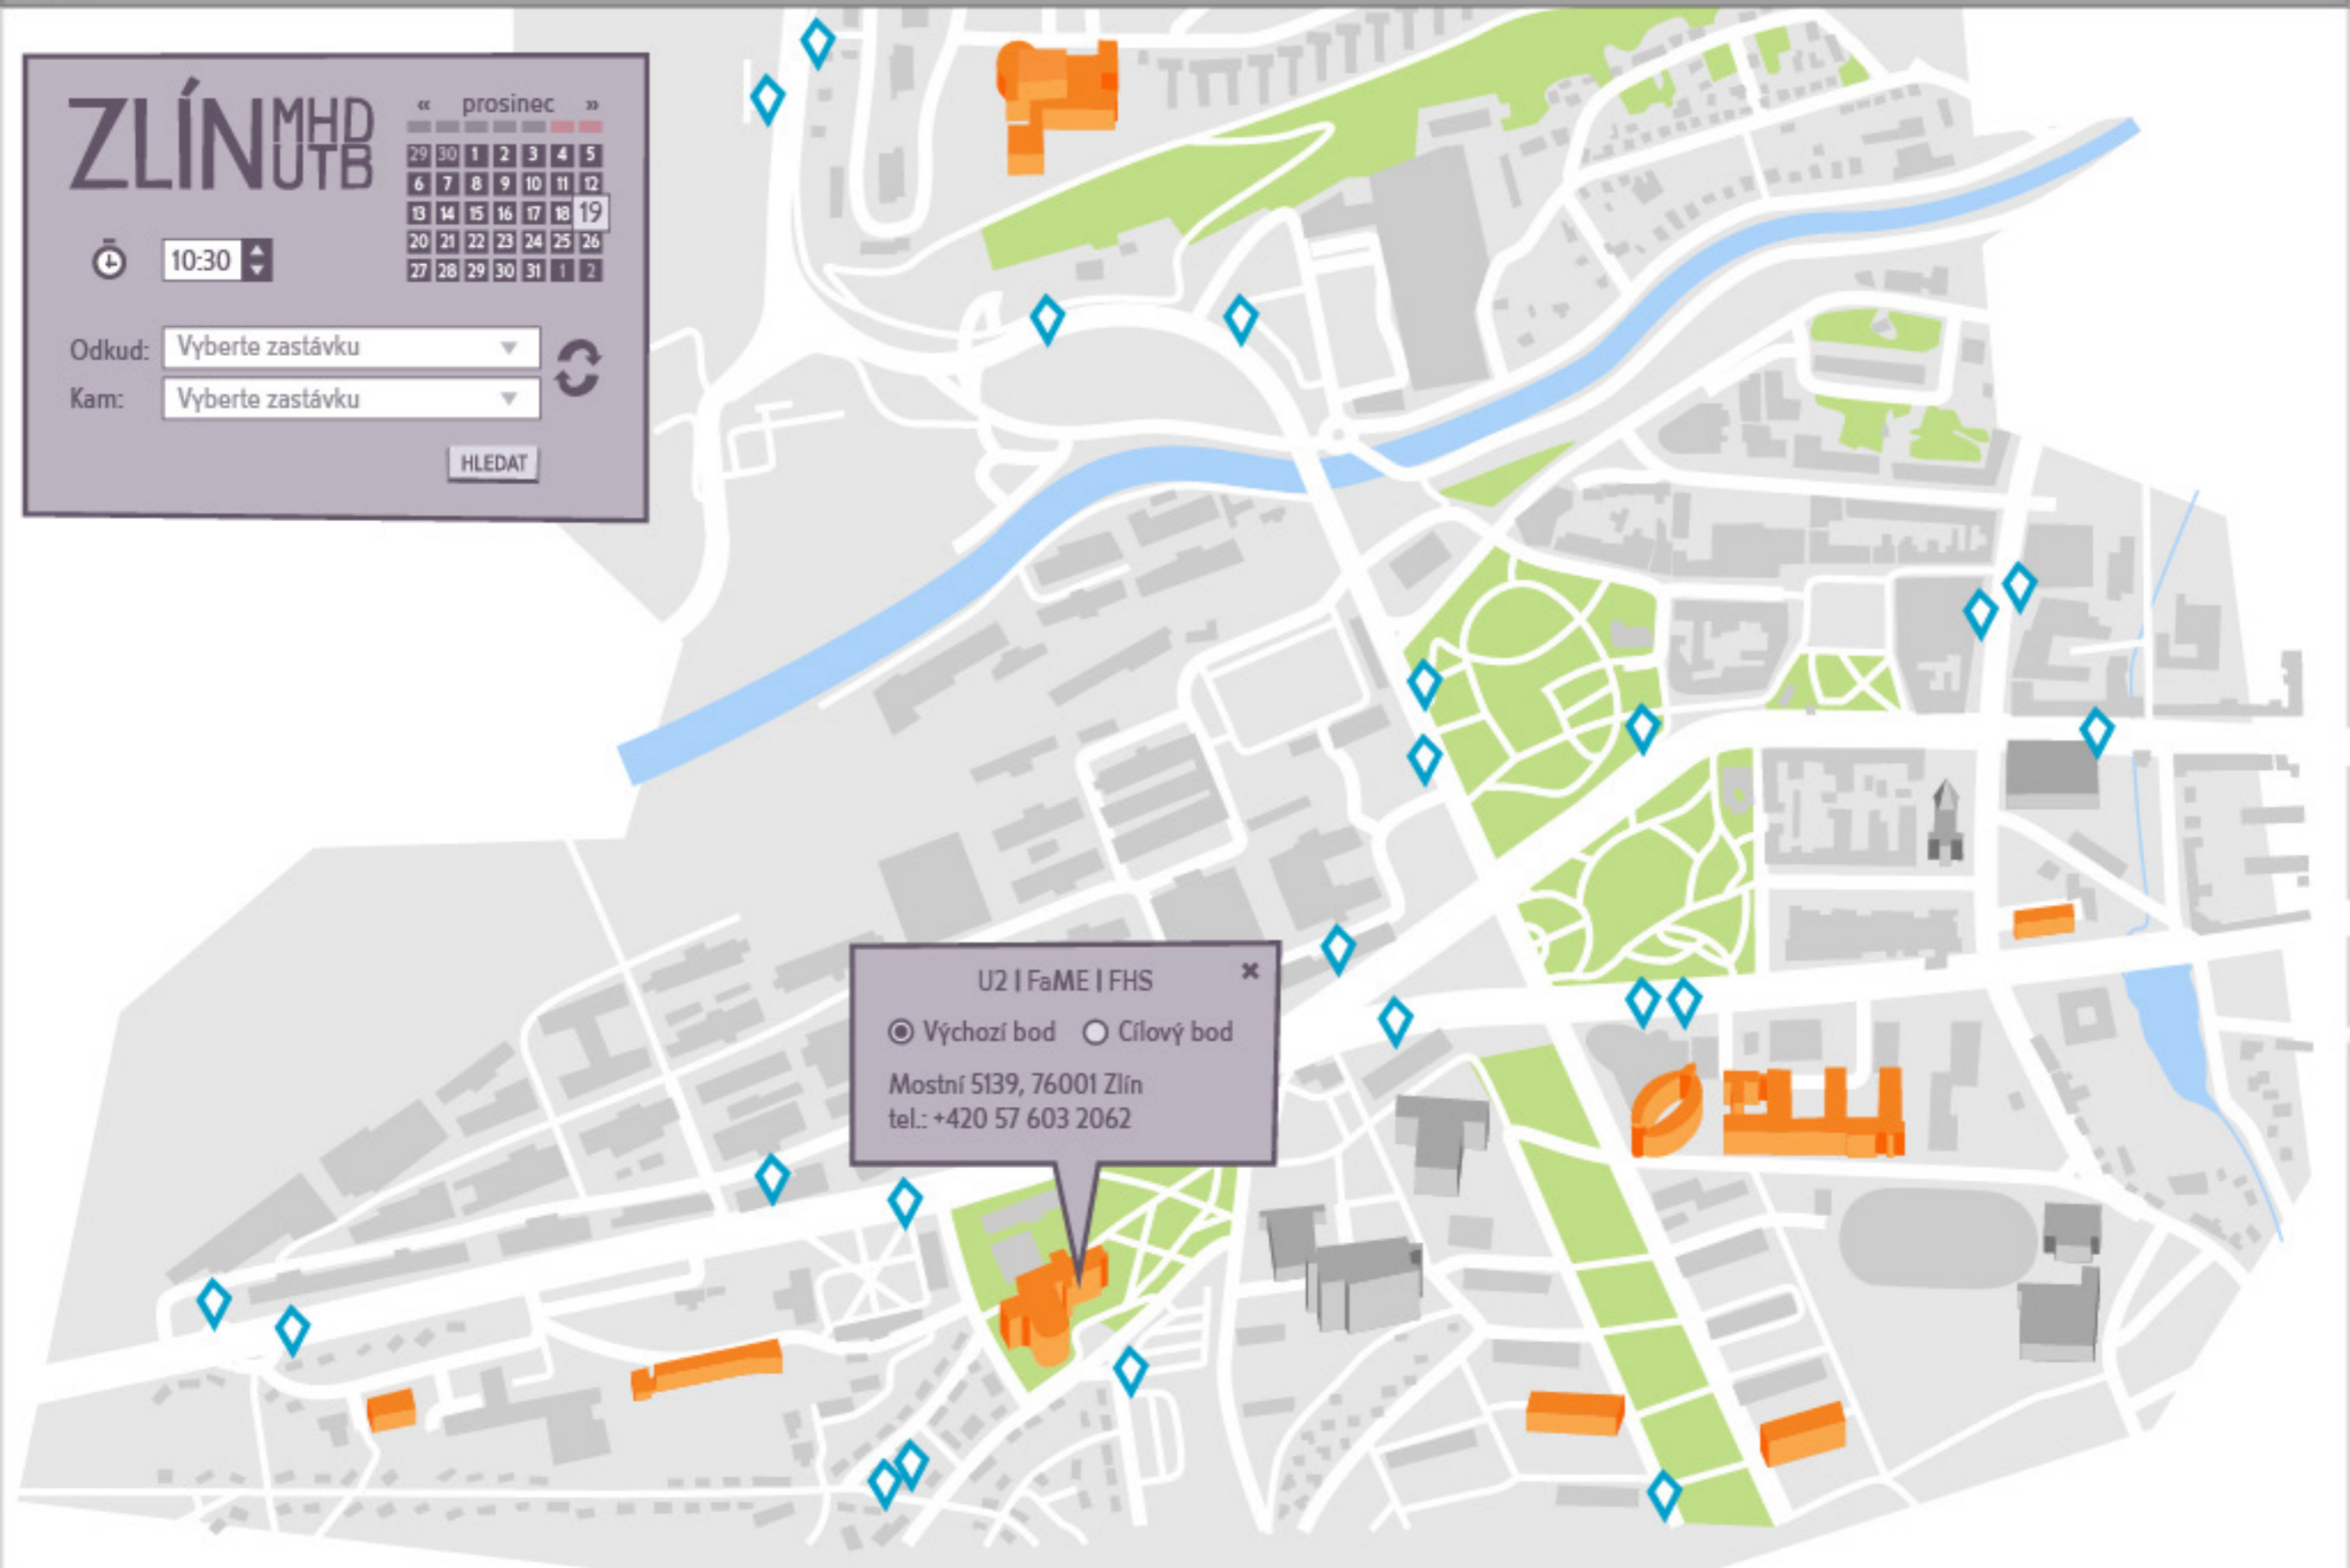 ZLÍN MHD UTB
« prosinec »
29 30 1 2 3 4 5
6 7 8 9 10 11 12
13 14 15 16 17 18 19
20 21 22 23 24 25 26
27 28 29 30 31 1 2
10:30
Odkud: Vyberte zastávku
Kam: Vyberte zastávku
HLEDAT
U2 | FaME | FHS
Výchozí bod Cílový bod
Mostní 5139, 76001 Zlín
tel.: +420 57 603 2062